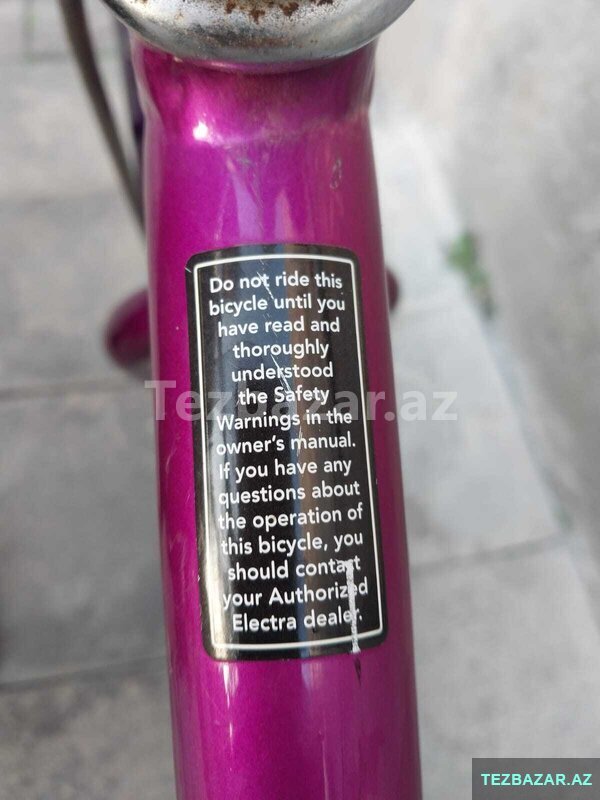 Do not ride this
bicycle until you
have read and
thoroughly
understood
the Safety
Warnings in the
owner's manual.
If you have any
questions about
the operation of
this bicycle, you
should contact
your Authorized
Electra dealer.
Tezbazar.az
TEZBAZAR.AZ